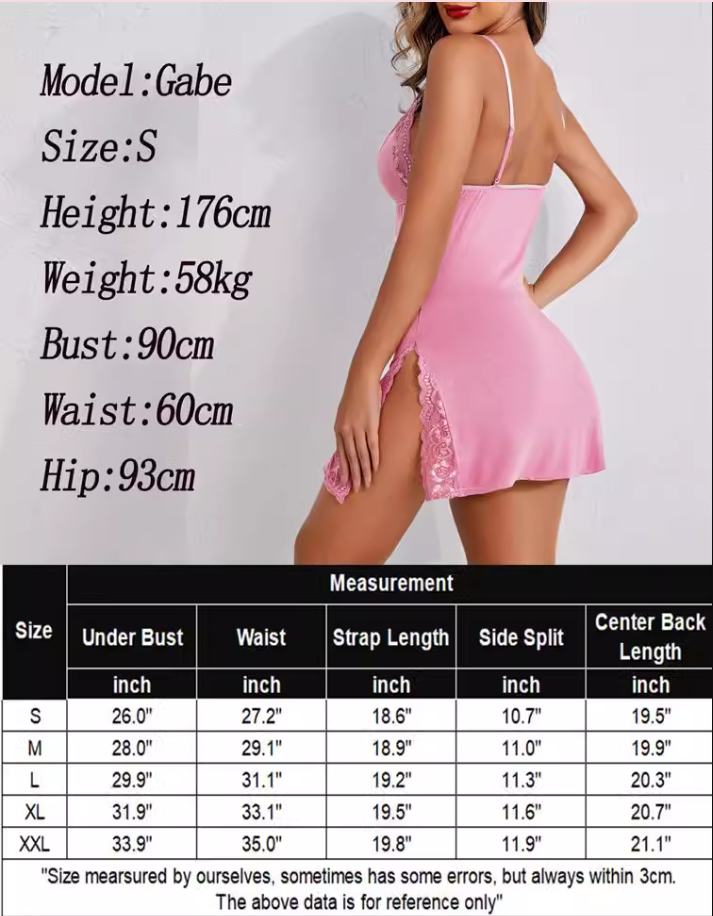 Model:Gabe
Size:S
Height:176cm
Weight:58kg
Bust:90cm
Waist:60cm
Hip:93cm
Measurement
Size
Under Bust
Waist
Strap Length
Side Split
Center Back
Length
inch inch inch inch inch
S 26.0" 27.2" 18.6" 10.7" 19.5"
M 28.0" 29.1" 18.9" 11.0" 19.9"
L 29.9" 31.1" 19.2" 11.3" 20.3"
XL 31.9" 33.1" 19.5" 11.6" 20.7"
XXL 33.9" 35.0" 19.8" 11.9" 21.1"
"Size mearsured by ourselves, sometimes has some errors, but always within 3cm.
The above data is for reference only"